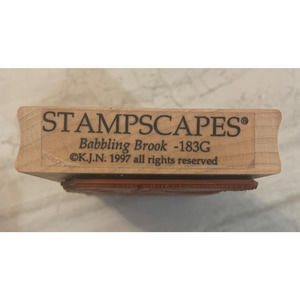 STAMPSCAPES®
Babbling Brook -183G
©K.J.N. 1997 all rights reserved